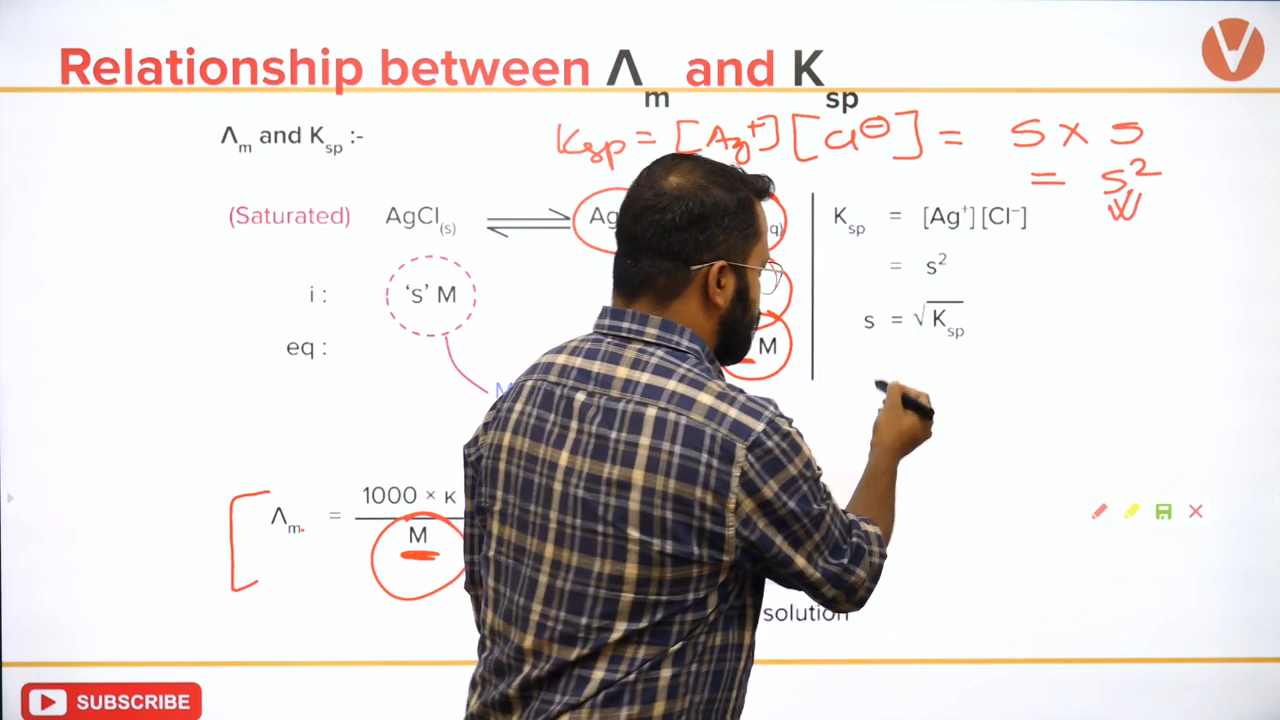 Relationship between Λm and Ksp
Λm and Ksp :-
Ksp = [Ag+] [Cl⊖] = S × S
= S²
(Saturated) AgCl(s) ⇌ Ag q)
Ksp = [Ag⁺] [Cl⁻]
= s²
i : 's' M
s = √Ksp
eq : M
M
Λm. = 1000 × κ
M
solution
SUBSCRIBE